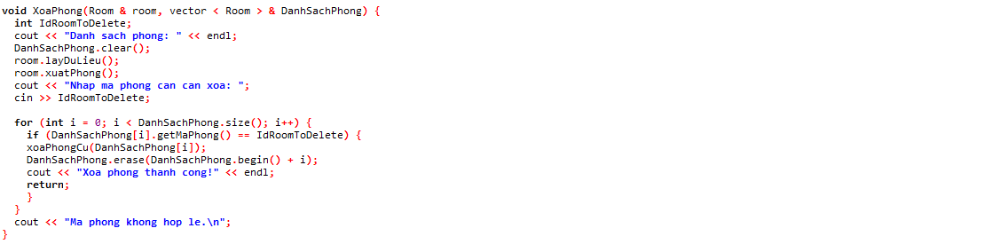 void XoaPhong(Room & room, vector < Room > & DanhSachPhong) {
  int IdRoomToDelete;
  cout << "Danh sach phong: " << endl;
  DanhSachPhong.clear();
  room.layDuLieu();
  room.xuatPhong();
  cout << "Nhap ma phong can can xoa: ";
  cin >> IdRoomToDelete;

  for (int i = 0; i < DanhSachPhong.size(); i++) {
    if (DanhSachPhong[i].getMaPhong() == IdRoomToDelete) {
    xoaPhongCu(DanhSachPhong[i]);
    DanhSachPhong.erase(DanhSachPhong.begin() + i);
    cout << "Xoa phong thanh cong!" << endl;
    return;
    }
  }
  cout << "Ma phong khong hop le.\n";
}